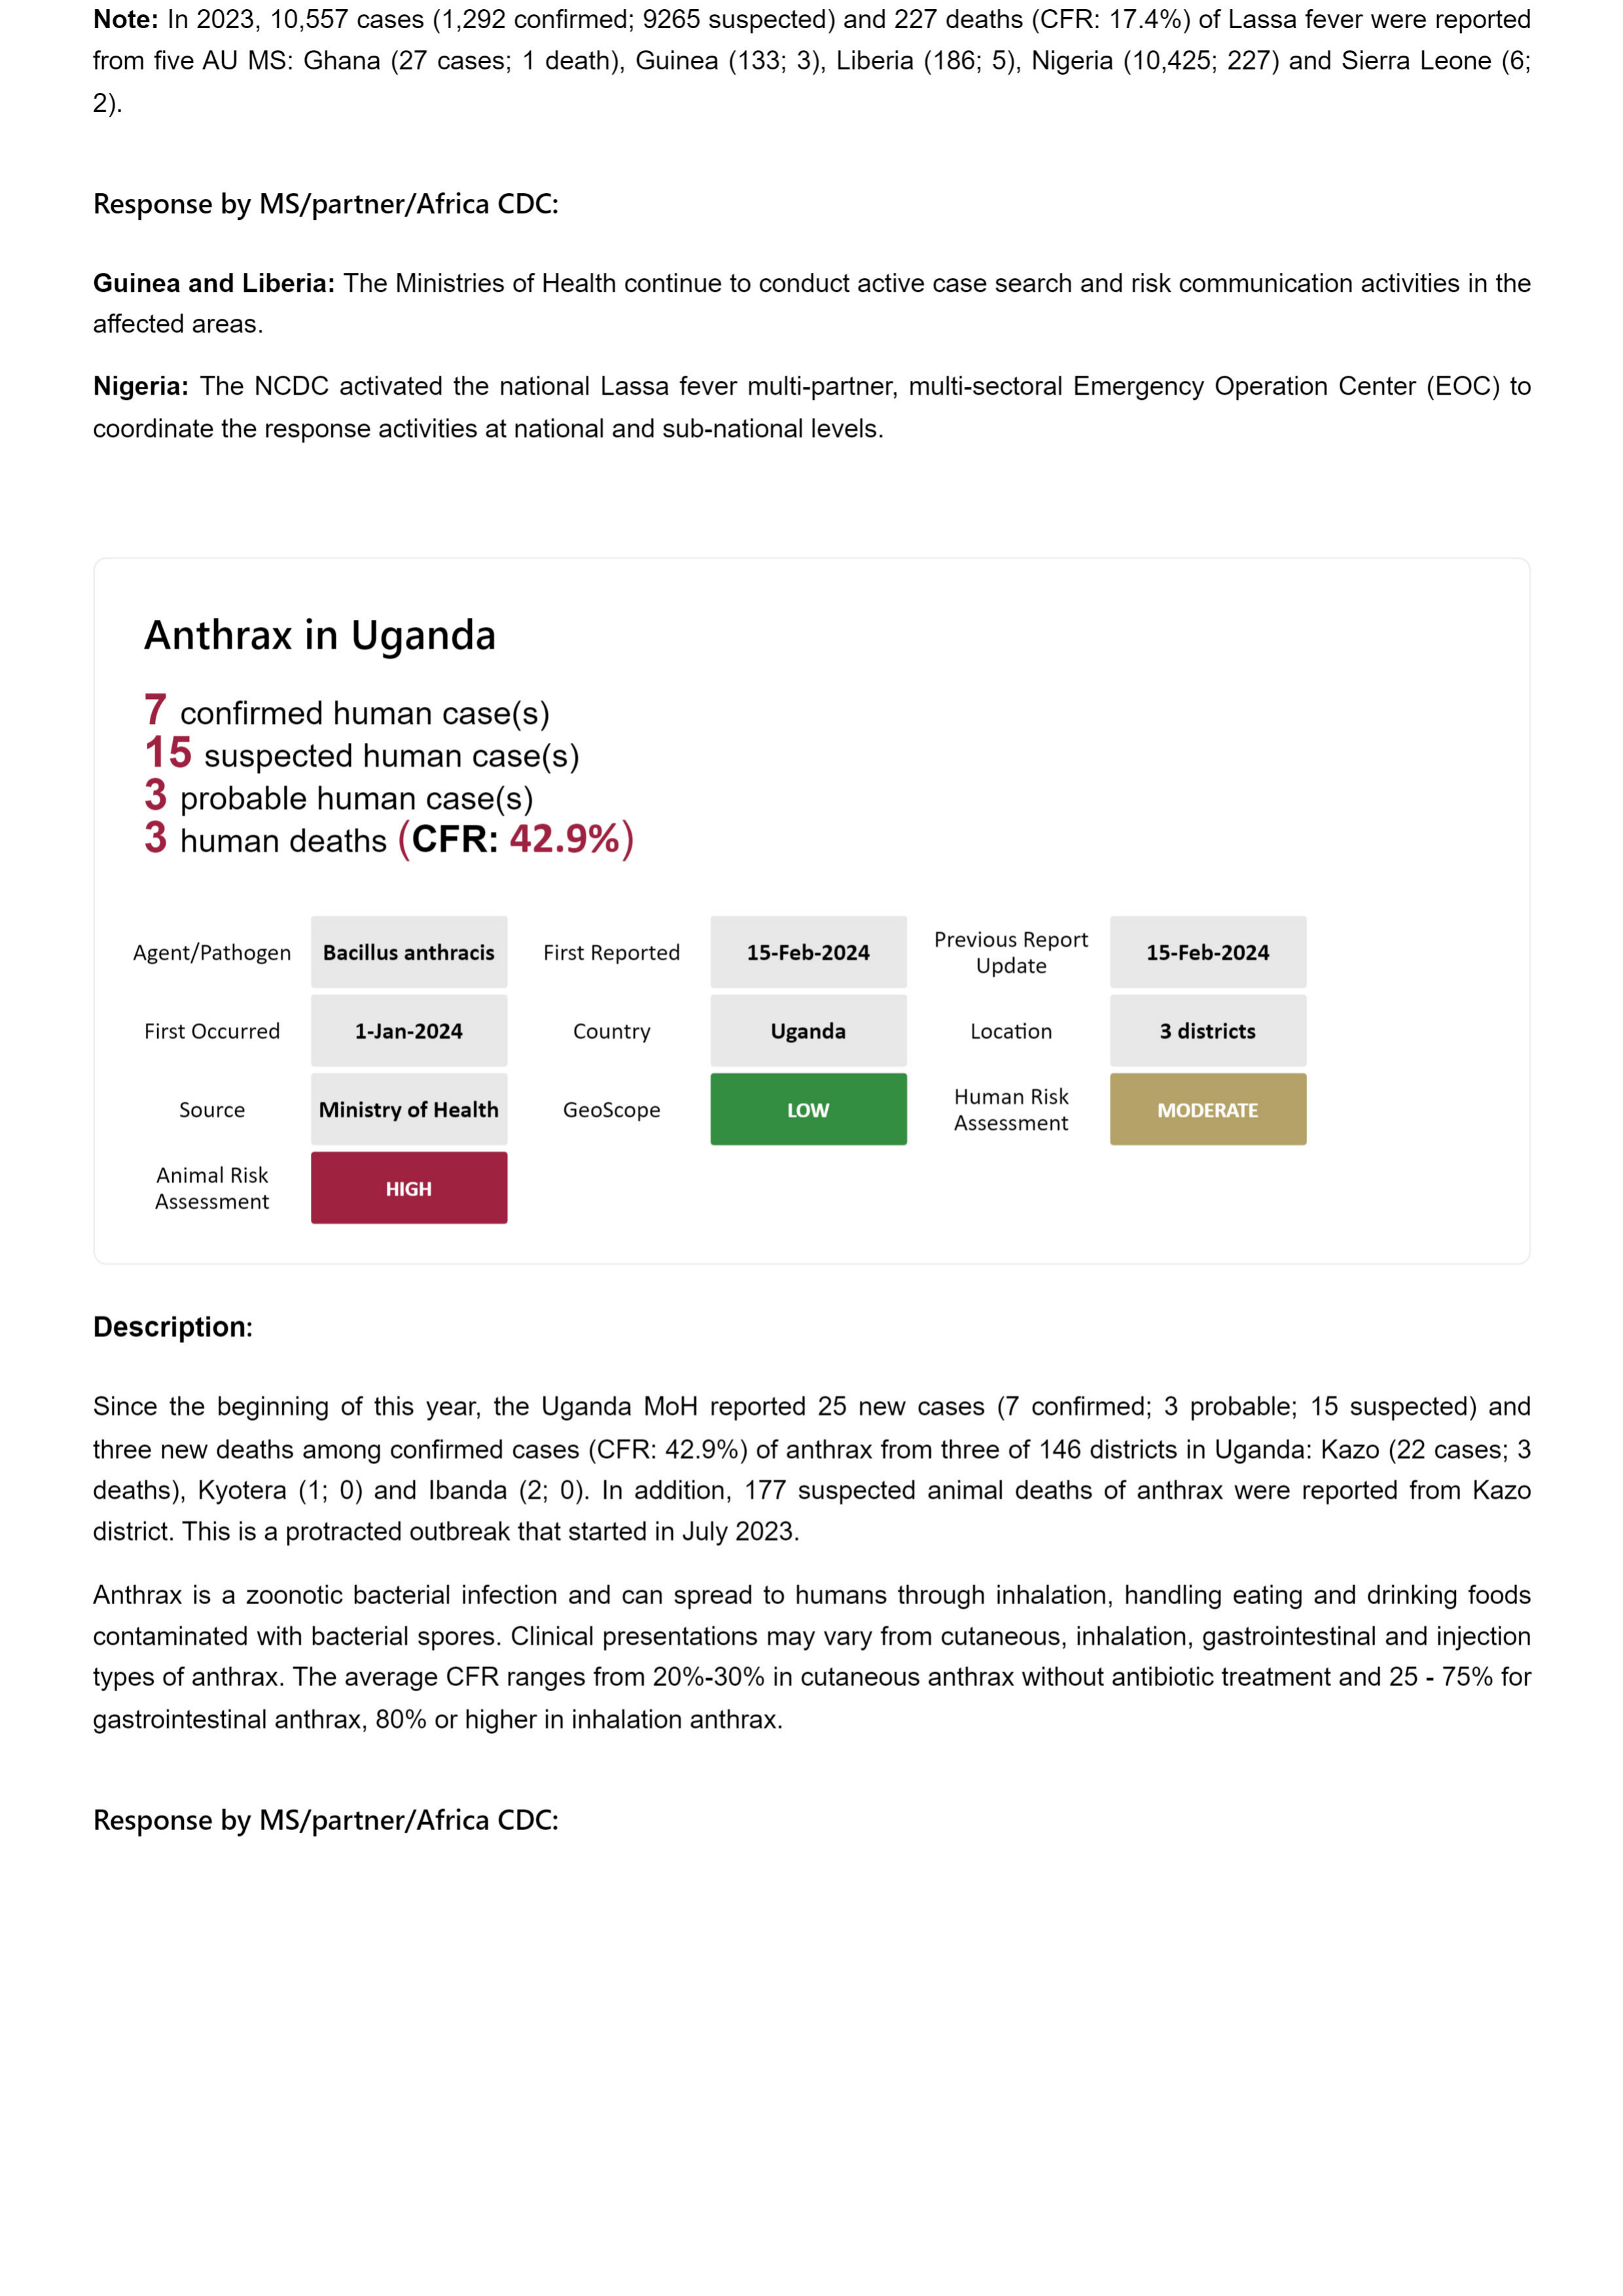 Note: In 2023, 10,557 cases (1,292 confirmed; 9265 suspected) and 227 deaths (CFR: 17.4%) of Lassa fever were reported
from five AU MS: Ghana (27 cases; 1 death), Guinea (133; 3), Liberia (186; 5), Nigeria (10,425; 227) and Sierra Leone (6;
2).
Response by MS/partner/Africa CDC:
Guinea and Liberia: The Ministries of Health continue to conduct active case search and risk communication activities in the
affected areas.
Nigeria: The NCDC activated the national Lassa fever multi-partner, multi-sectoral Emergency Operation Center (EOC) to
coordinate the response activities at national and sub-national levels.
Anthrax in Uganda
7 confirmed human case(s)
15 suspected human case(s)
3 probable human case(s)
3 human deaths (CFR: 42.9%)
Agent/Pathogen Bacillus anthracis First Reported 15-Feb-2024 Previous Report Update 15-Feb-2024
First Occurred 1-Jan-2024 Country Uganda Location 3 districts
Source Ministry of Health GeoScope LOW Human Risk Assessment MODERATE
Animal Risk Assessment HIGH
Description:
Since the beginning of this year, the Uganda MoH reported 25 new cases (7 confirmed; 3 probable; 15 suspected) and
three new deaths among confirmed cases (CFR: 42.9%) of anthrax from three of 146 districts in Uganda: Kazo (22 cases; 3
deaths), Kyotera (1; 0) and Ibanda (2; 0). In addition, 177 suspected animal deaths of anthrax were reported from Kazo
district. This is a protracted outbreak that started in July 2023.
Anthrax is a zoonotic bacterial infection and can spread to humans through inhalation, handling eating and drinking foods
contaminated with bacterial spores. Clinical presentations may vary from cutaneous, inhalation, gastrointestinal and injection
types of anthrax. The average CFR ranges from 20%-30% in cutaneous anthrax without antibiotic treatment and 25 - 75% for
gastrointestinal anthrax, 80% or higher in inhalation anthrax.
Response by MS/partner/Africa CDC: